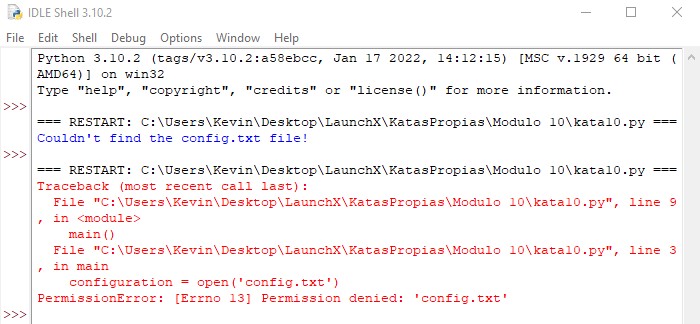 IDLE Shell 3.10.2
File Edit Shell Debug Options Window Help
Python 3.10.2 (tags/v3.10.2:a58ebcc, Jan 17 2022, 14:12:15) [MSC v.1929 64 bit (
AMD64)] on win32
Type "help", "copyright", "credits" or "license()" for more information.
>>>
=== RESTART: C:\Users\Kevin\Desktop\LaunchX\KatasPropias\Modulo 10\kata10.py ===
Couldn't find the config.txt file!
>>>
=== RESTART: C:\Users\Kevin\Desktop\LaunchX\KatasPropias\Modulo 10\kata10.py ===
Traceback (most recent call last):
  File "C:\Users\Kevin\Desktop\LaunchX\KatasPropias\Modulo 10\kata10.py", line 9
, in <module>
    main()
  File "C:\Users\Kevin\Desktop\LaunchX\KatasPropias\Modulo 10\kata10.py", line 3
, in main
    configuration = open('config.txt')
PermissionError: [Errno 13] Permission denied: 'config.txt'
>>>